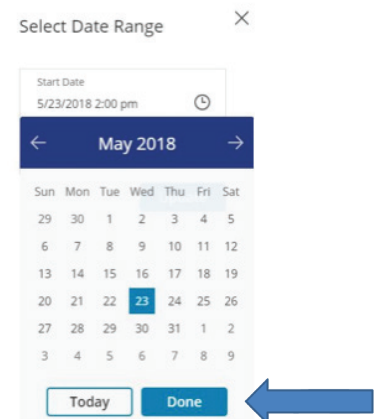 Select Date Range
Start Date
5/23/2018 2:00 pm
May 2018
Sun Mon Tue Wed Thu Fri Sat
29 30 1 2 3 4 5
6 7 8 9 10 11 12
13 14 15 16 17 18 19
20 21 22 23 24 25 26
27 28 29 30 31 1 2
3 4 5 6 7 8 9
Today Done